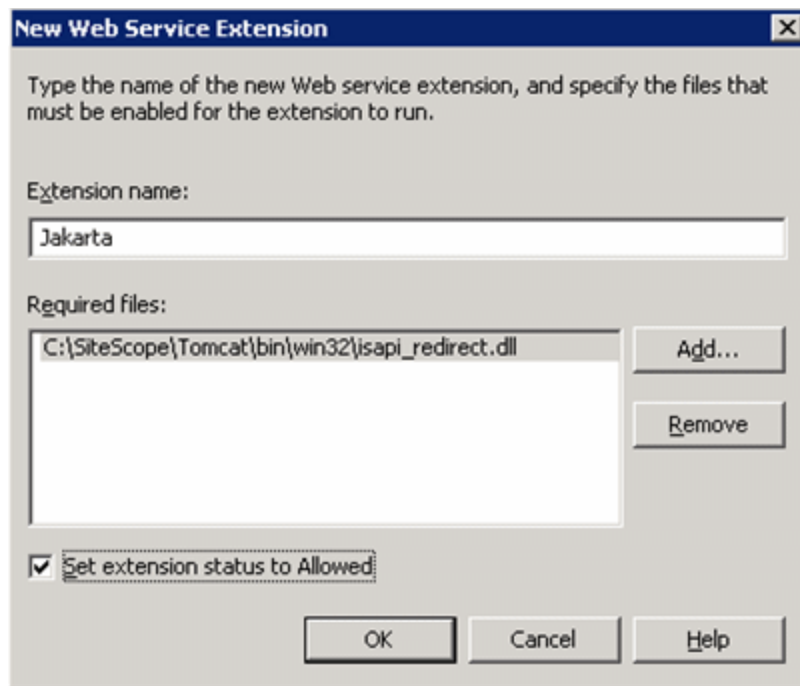 New Web Service Extension
Type the name of the new Web service extension, and specify the files that
must be enabled for the extension to run.
Extension name:
Jakarta
Required files:
C:\SiteScope\Tomcat\bin\win32\isapi_redirect.dll
Add...
Remove
Set extension status to Allowed
OK
Cancel
Help